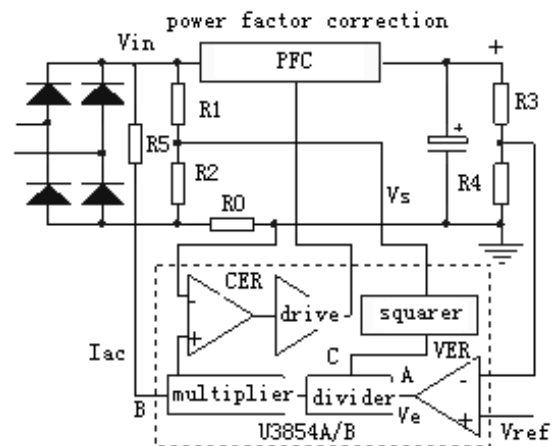 power factor correction
Vin
PFC
+
R1
R3
R5
+
R2
R4
Vs
R0
CER
-
drive
squarer
+
Iac
C
VER
A
-
B
multiplier
divider
Ve
+
U3854A/B
Vref